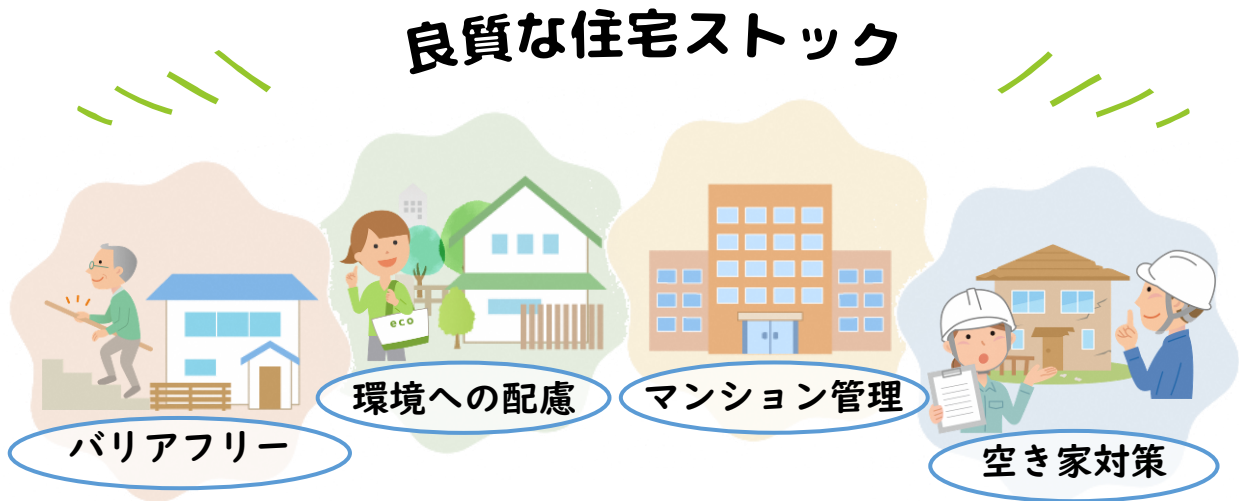 良質な住宅ストック
eco
バリアフリー
環境への配慮
マンション管理
空き家対策